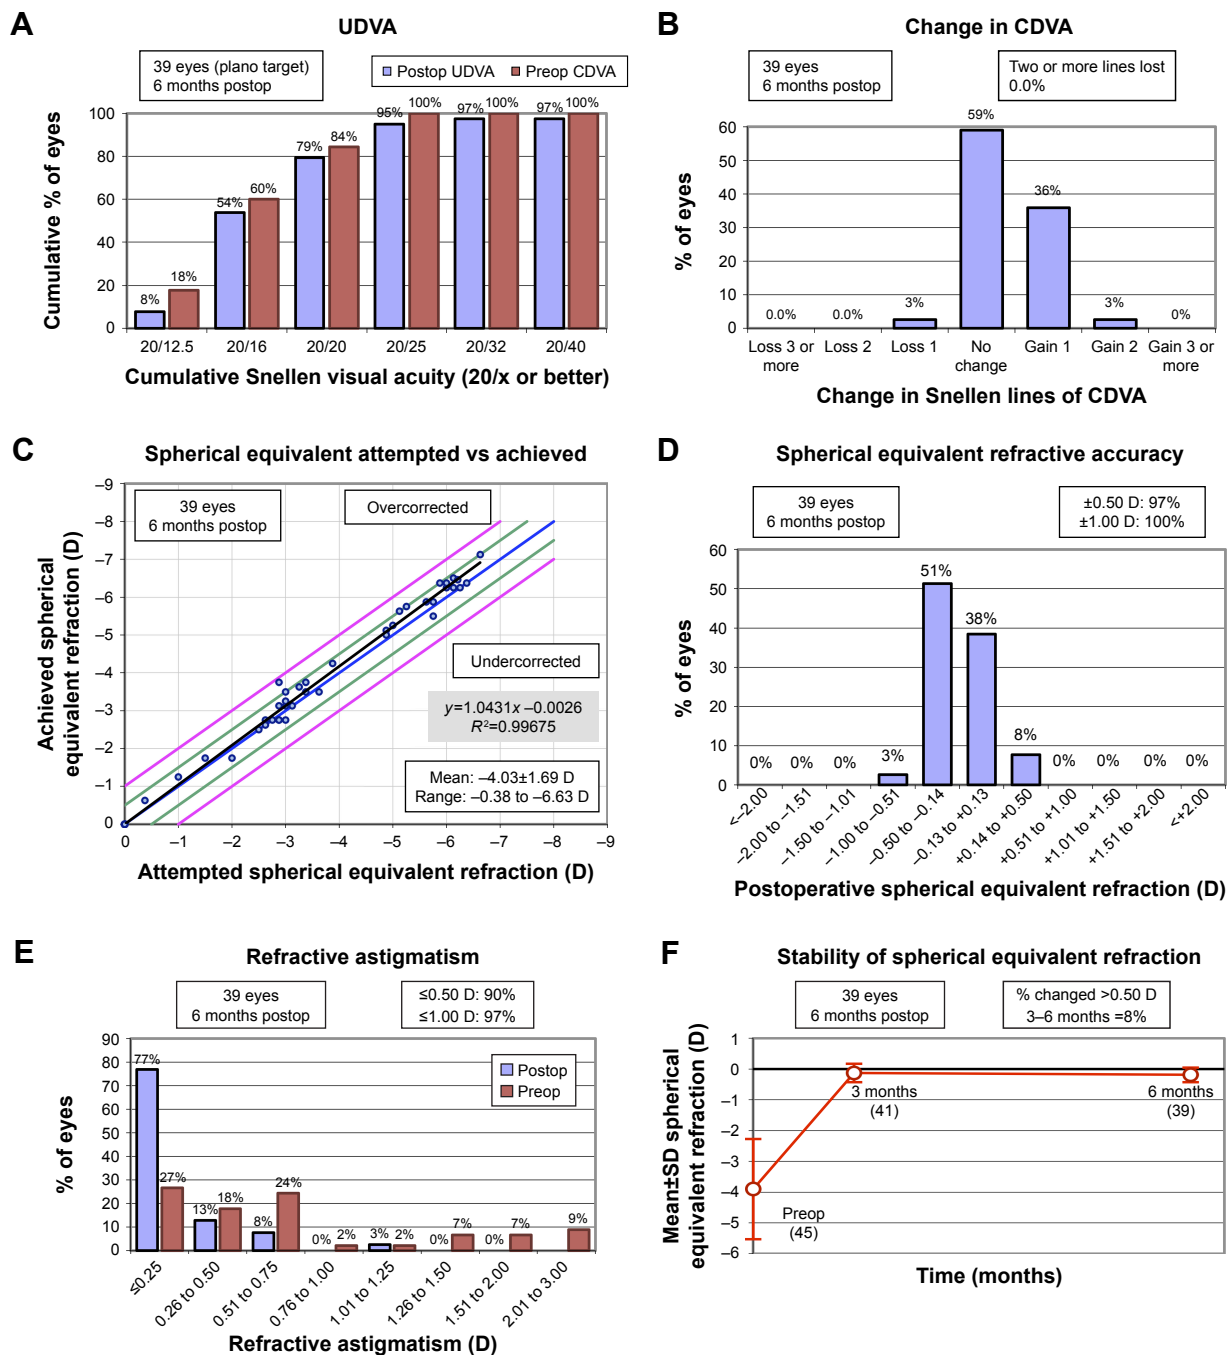 A
UDVA
39 eyes (plano target)
6 months postop
Postop UDVA
Preop CDVA
Cumulative % of eyes
100
80
60
40
20
0
8%
18%
54%
60%
79%
84%
95%
100%
97%
100%
97%
100%
20/12.5
20/16
20/20
20/25
20/32
20/40
Cumulative Snellen visual acuity (20/x or better)
B
Change in CDVA
39 eyes
6 months postop
Two or more lines lost
0.0%
% of eyes
60
50
40
30
20
10
0
0.0%
0.0%
3%
59%
36%
3%
0%
Loss 3 or
more
Loss 2
Loss 1
No
change
Gain 1
Gain 2
Gain 3 or
more
Change in Snellen lines of CDVA
C
Spherical equivalent attempted vs achieved
39 eyes
6 months postop
Overcorrected
Undercorrected
y=1.0431x –0.0026
R²=0.99675
Mean: –4.03±1.69 D
Range: –0.38 to –6.63 D
Achieved spherical
equivalent refraction (D)
–9
–8
–7
–6
–5
–4
–3
–2
–1
0
0
–1
–2
–3
–4
–5
–6
–7
–8
–9
Attempted spherical equivalent refraction (D)
D
Spherical equivalent refractive accuracy
39 eyes
6 months postop
±0.50 D: 97%
±1.00 D: 100%
% of eyes
60
50
40
30
20
10
0
0%
0%
0%
3%
51%
38%
8%
0%
0%
0%
0%
<–2.00
–2.00 to –1.51
–1.50 to –1.01
–1.00 to –0.51
–0.50 to –0.14
–0.13 to +0.13
+0.14 to +0.50
+0.51 to +1.00
+1.01 to +1.50
+1.51 to +2.00
<+2.00
Postoperative spherical equivalent refraction (D)
E
Refractive astigmatism
39 eyes
6 months postop
≤0.50 D: 90%
≤1.00 D: 97%
Postop
Preop
% of eyes
90
80
70
60
50
40
30
20
10
0
77%
27%
13%
18%
8%
24%
0%
2%
3%
2%
0%
7%
0%
7%
9%
≤0.25
0.26 to 0.50
0.51 to 0.75
0.76 to 1.00
1.01 to 1.25
1.26 to 1.50
1.51 to 2.00
2.01 to 3.00
Refractive astigmatism (D)
F
Stability of spherical equivalent refraction
39 eyes
6 months postop
% changed >0.50 D
3–6 months =8%
Mean±SD spherical
equivalent refraction (D)
1
0
–1
–2
–3
–4
–5
–6
Preop
(45)
3 months
(41)
6 months
(39)
Time (months)